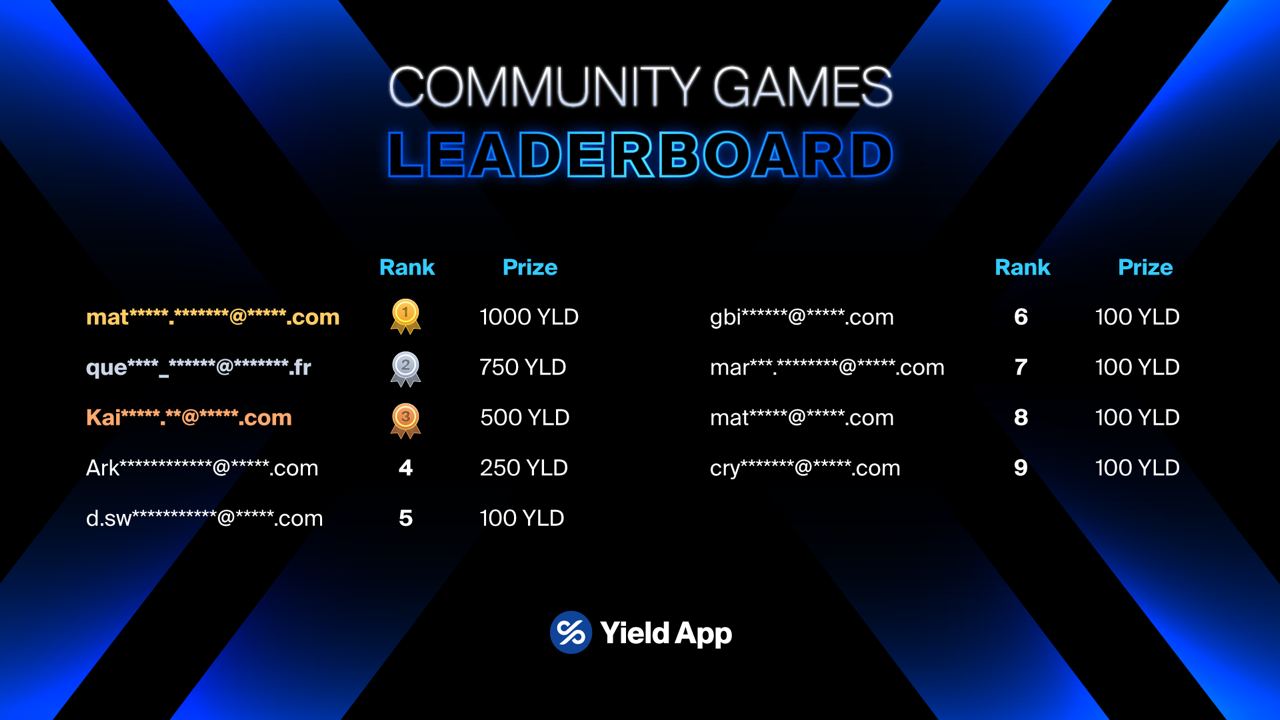 COMMUNITY GAMES
LEADERBOARD
Rank Prize
mat*****.*******@*****.com 1 1000 YLD
que****_******@*******.fr 2 750 YLD
Kai*****.**@*****.com 3 500 YLD
Ark************@*****.com 4 250 YLD
d.sw***********@*****.com 5 100 YLD
Rank Prize
gbi******@*****.com 6 100 YLD
mar***.********@*****.com 7 100 YLD
mat*****@*****.com 8 100 YLD
cry*******@*****.com 9 100 YLD
Yield App